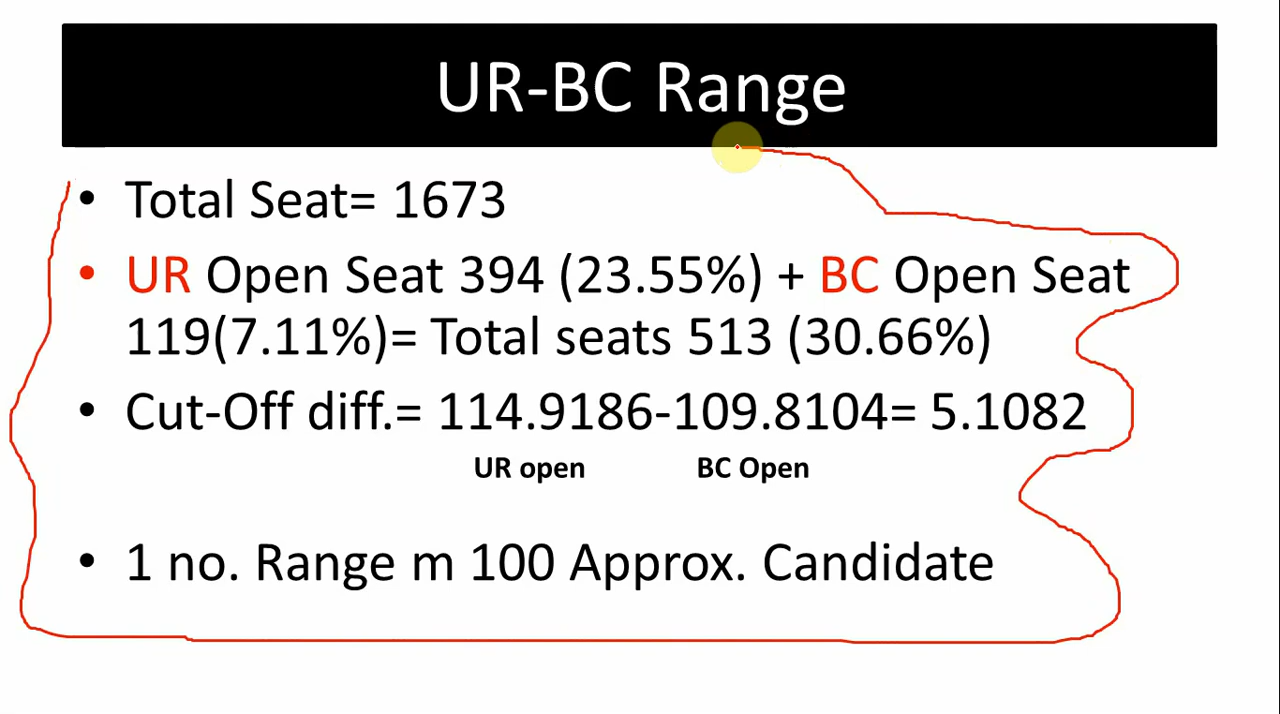 UR-BC Range
• Total Seat= 1673
• UR Open Seat 394 (23.55%) + BC Open Seat
119(7.11%)= Total seats 513 (30.66%)
• Cut-Off diff.= 114.9186-109.8104= 5.1082
UR open BC Open
• 1 no. Range m 100 Approx. Candidate